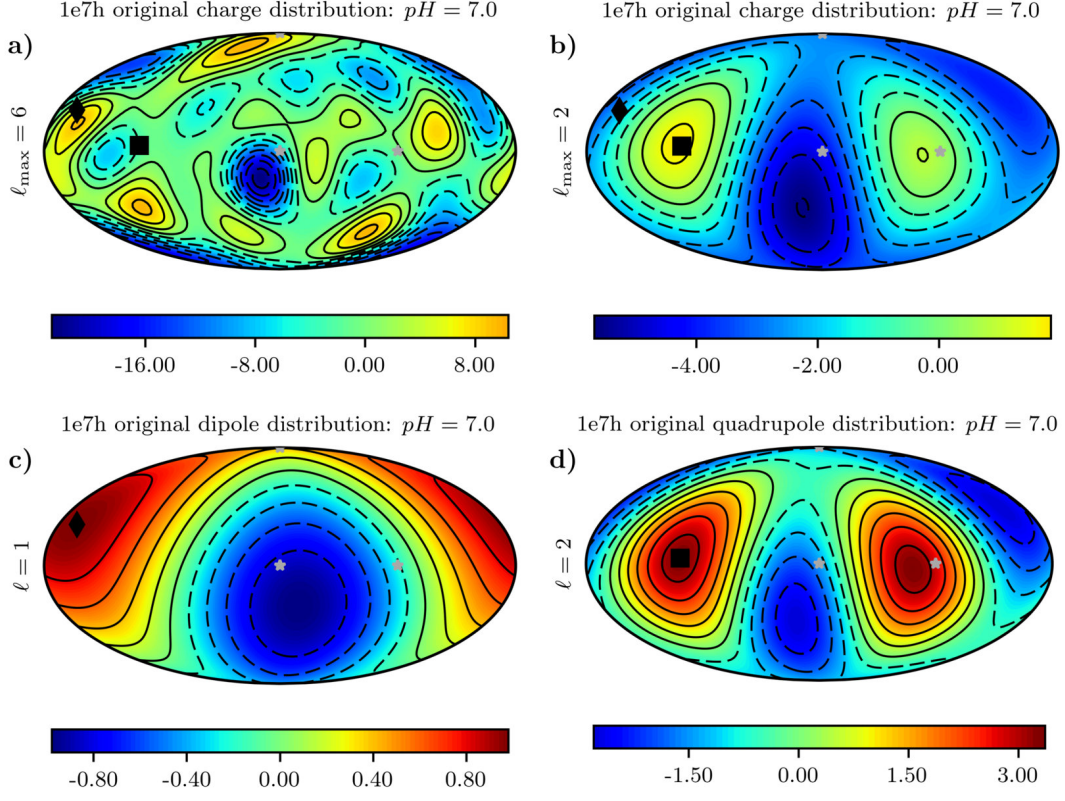 1e7h original charge distribution: pH = 7.0
a)
ℓmax = 6
-16.00 -8.00 0.00 8.00
1e7h original charge distribution: pH = 7.0
b)
ℓmax = 2
-4.00 -2.00 0.00
1e7h original dipole distribution: pH = 7.0
c)
ℓ = 1
-0.80 -0.40 0.00 0.40 0.80
1e7h original quadrupole distribution: pH = 7.0
d)
ℓ = 2
-1.50 0.00 1.50 3.00